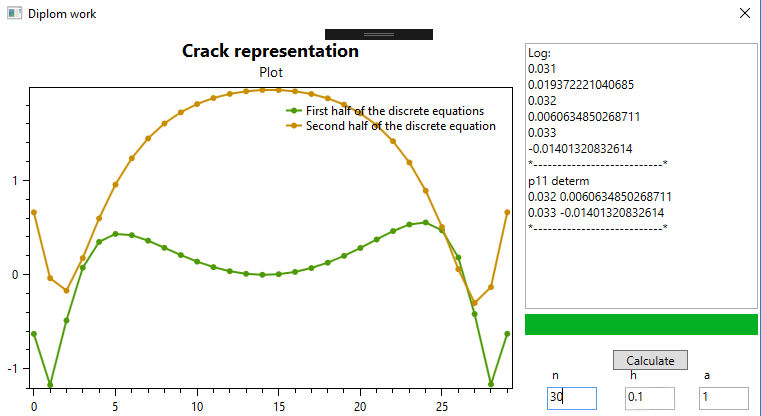 Diplom work
Crack representation
Plot
First half of the discrete equations
Second half of the discrete equation
1
0
-1
0 5 10 15 20 25
Log:
0.031
0.019372221040685
0.032
0.0060634850268711
0.033
-0.01401320832614
*--------------------------*
p11 determ
0.032 0.0060634850268711
0.033 -0.01401320832614
*--------------------------*
Calculate
n h a
30 0.1 1